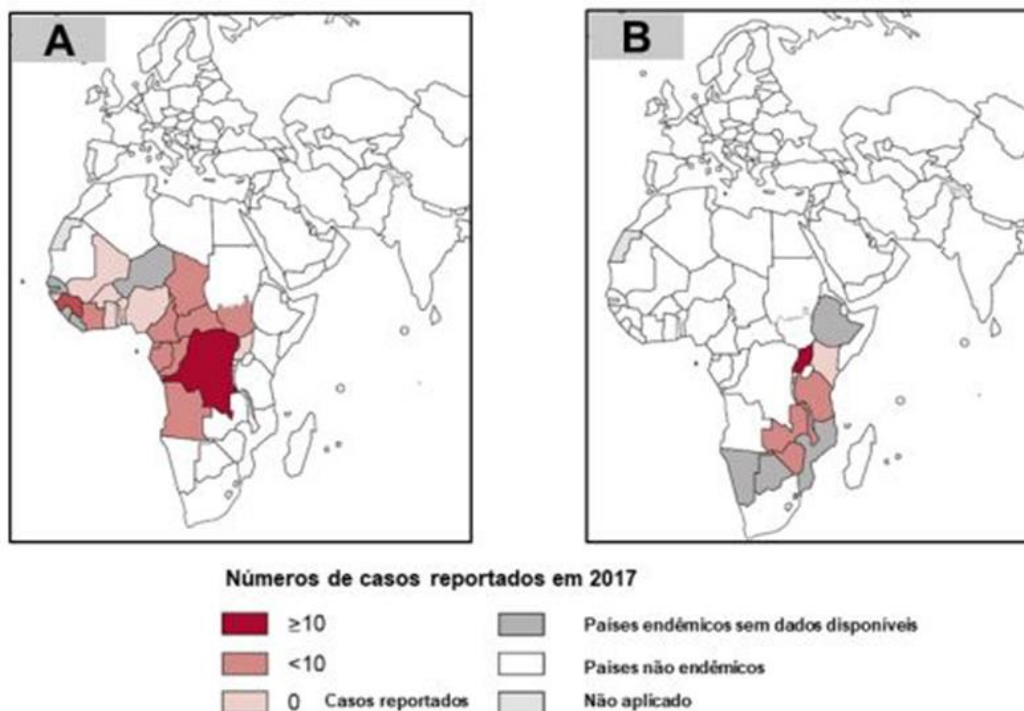 A
B
Números de casos reportados em 2017
≥10
<10
0 Casos reportados
Países endêmicos sem dados disponíveis
Países não endêmicos
Não aplicado